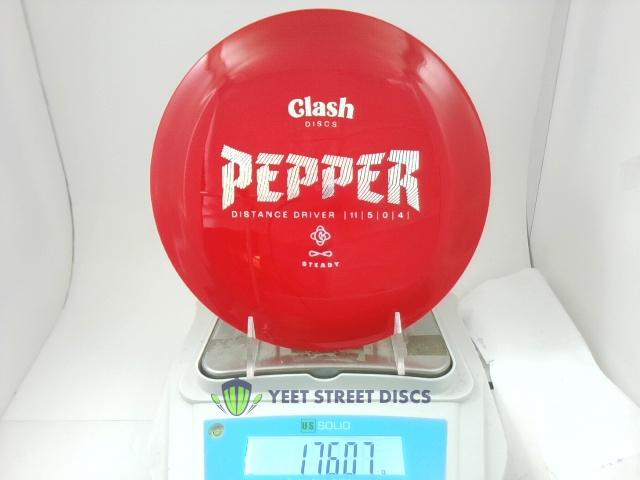 Clash
DISCS
PEPPER
DISTANCE DRIVER | 11 | 5 | 0 | 4 |
STEADY
YEET STREET DISCS
US SOLID
176.07 g